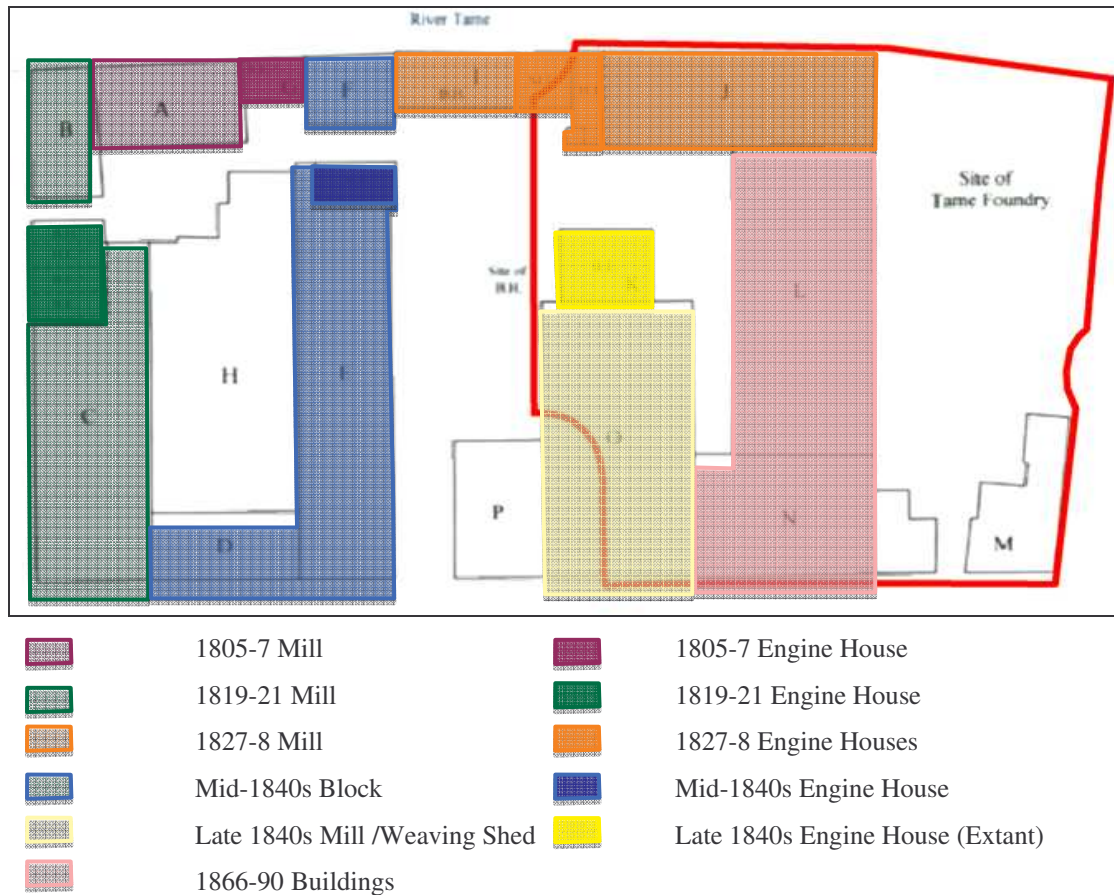 River Tame
B
A
F
I
B.H.
J
Site of
Tame Foundry
Site of
B.H.
L
H
E
C
G
P
D
N
M
1805-7 Mill
1805-7 Engine House
1819-21 Mill
1819-21 Engine House
1827-8 Mill
1827-8 Engine Houses
Mid-1840s Block
Mid-1840s Engine House
Late 1840s Mill /Weaving Shed
Late 1840s Engine House (Extant)
1866-90 Buildings